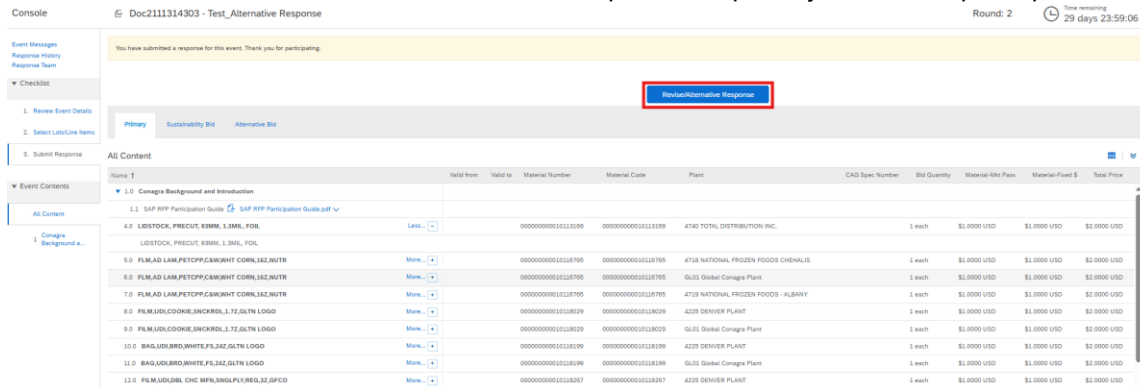 Console
Doc2111314303 - Test_Alternative Response
Round: 2
Time remaining
29 days 23:59:06
Event Messages
Response History
Response Team
You have submitted a response for this event. Thank you for participating.
▼ Checklist
Revise/Alternative Response
1. Review Event Details
2. Select Lots/Line Items
3. Submit Response
Primary Sustainability Bid Alternative Bid
All Content
Name ↑ Valid from Valid to Material Number Material Code Plant CAG Spec Number Bid Quantity Material-Mkt Pass Material-Fixed $ Total Price
▼ Event Contents
All Content
1 Conagra Background a...
▼ 1.0 Conagra Background and Introduction
1.1 SAP RFP Participation Guide SAP RFP Participation Guide.pdf
4.0 LIDSTOCK, PRECUT, 93MM, 1.3MIL, FOIL Less... − 000000000010113169 000000000010113169 4740 TOTAL DISTRIBUTION INC. 1 each $1.0000 USD $1.0000 USD $2.0000 USD
LIDSTOCK, PRECUT, 93MM, 1.3MIL, FOIL
5.0 FLM,AD LAM,PETCPP,C&W,WHT CORN,16Z,NUTR More... + 000000000010116765 000000000010116765 4718 NATIONAL FROZEN FOODS CHEHALIS 1 each $1.0000 USD $1.0000 USD $2.0000 USD
6.0 FLM,AD LAM,PETCPP,C&W,WHT CORN,16Z,NUTR More... + 000000000010116765 000000000010116765 GL01 Global Conagra Plant 1 each $1.0000 USD $1.0000 USD $2.0000 USD
7.0 FLM,AD LAM,PETCPP,C&W,WHT CORN,16Z,NUTR More... + 000000000010116765 000000000010116765 4719 NATIONAL FROZEN FOODS - ALBANY 1 each $1.0000 USD $1.0000 USD $2.0000 USD
8.0 FILM,UDI,COOKIE,SNCKRDL,1.7Z,GLTN LOGO More... + 000000000010118029 000000000010118029 4225 DENVER PLANT 1 each $1.0000 USD $1.0000 USD $2.0000 USD
9.0 FILM,UDI,COOKIE,SNCKRDL,1.7Z,GLTN LOGO More... + 000000000010118029 000000000010118029 GL01 Global Conagra Plant 1 each $1.0000 USD $1.0000 USD $2.0000 USD
10.0 BAG,UDI,BRD,WHITE,FS,24Z,GLTN LOGO More... + 000000000010118199 000000000010118199 4225 DENVER PLANT 1 each $1.0000 USD $1.0000 USD $2.0000 USD
11.0 BAG,UDI,BRD,WHITE,FS,24Z,GLTN LOGO More... + 000000000010118199 000000000010118199 GL01 Global Conagra Plant 1 each $1.0000 USD $1.0000 USD $2.0000 USD
12.0 FILM,UDI,DBL CHC MFN,SNGLPLY,REG,3Z,GFCO More... + 000000000010118267 000000000010118267 4225 DENVER PLANT 1 each $1.0000 USD $1.0000 USD $2.0000 USD